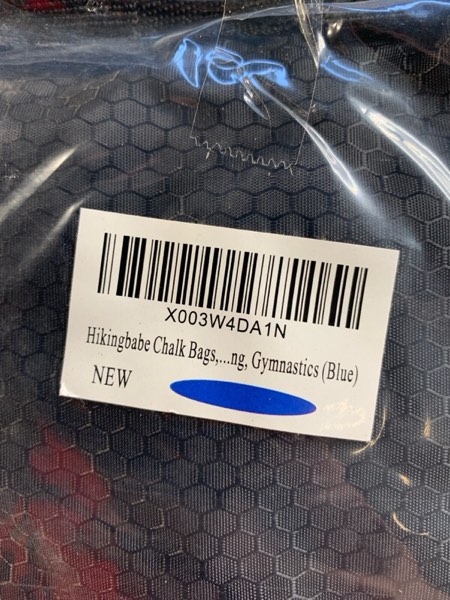 X003W4DA1N
Hikingbabe Chalk Bags,...ng, Gymnastics (Blue)
NEW